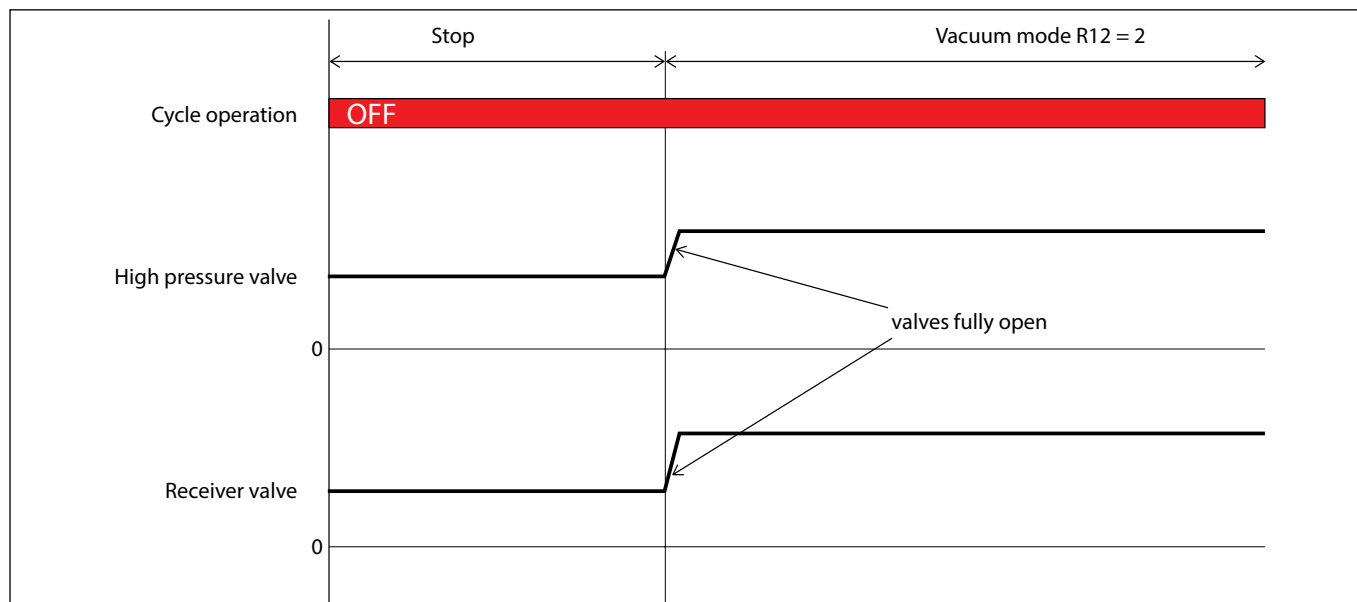 Stop
Vacuum mode R12 = 2
Cycle operation
OFF
High pressure valve
valves fully open
0
Receiver valve
0